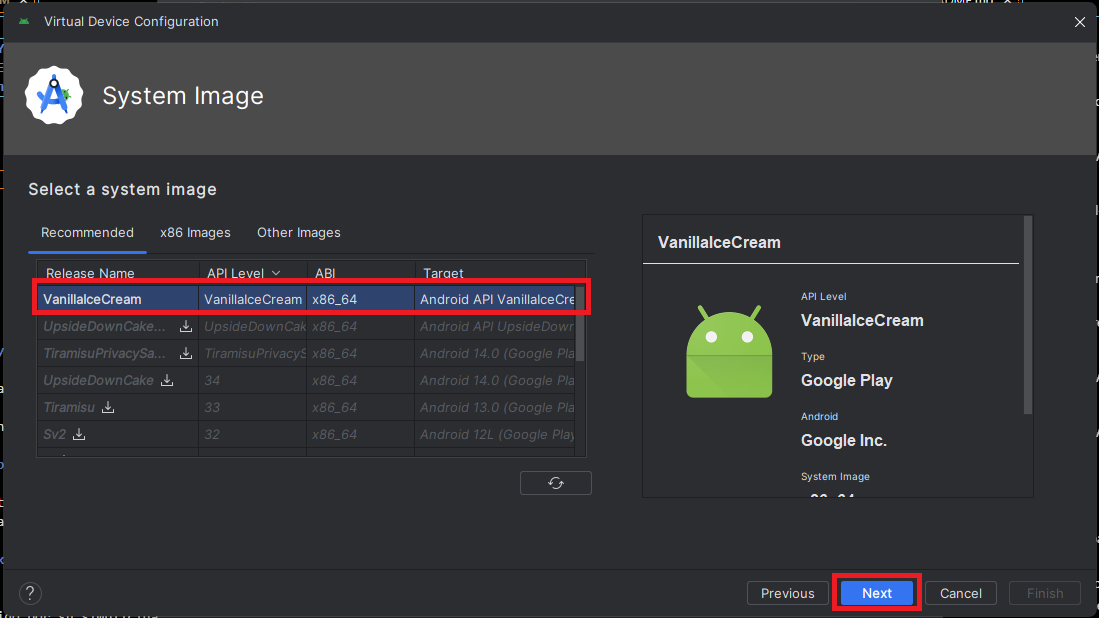 Virtual Device Configuration
System Image
Select a system image
Recommended x86 Images Other Images
Release Name API Level ABI Target
VanillaIceCream VanillaIceCream x86_64 Android API VanillaIceCre
UpsideDownCake... UpsideDownCak x86_64 Android API UpsideDown
TiramisuPrivacySa... TiramisuPrivacyS x86_64 Android 14.0 (Google Pla
UpsideDownCake 34 x86_64 Android 14.0 (Google Pla
Tiramisu 33 x86_64 Android 13.0 (Google Pla
Sv2 32 x86_64 Android 12L (Google Play
VanillaIceCream
API Level
VanillaIceCream
Type
Google Play
Android
Google Inc.
System Image
? Previous Next Cancel Finish